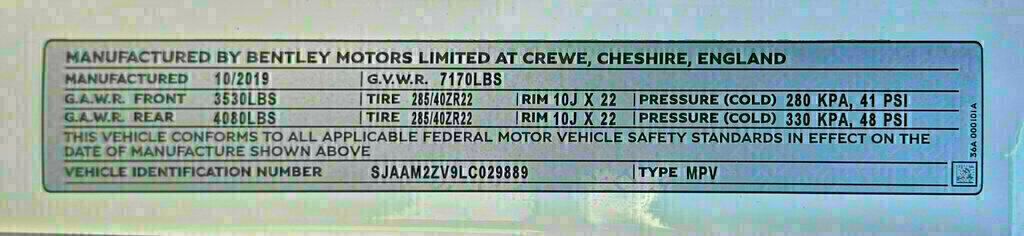 MANUFACTURED BY BENTLEY MOTORS LIMITED AT CREWE, CHESHIRE, ENGLAND
MANUFACTURED 10/2019 G.V.W.R. 7170LBS
G.A.W.R. FRONT 3530LBS TIRE 285/40ZR22 RIM 10J X 22 PRESSURE (COLD) 280 KPA, 41 PSI
G.A.W.R. REAR 4080LBS TIRE 285/40ZR22 RIM 10J X 22 PRESSURE (COLD) 330 KPA, 48 PSI
THIS VEHICLE CONFORMS TO ALL APPLICABLE FEDERAL MOTOR VEHICLE SAFETY STANDARDS IN EFFECT ON THE
DATE OF MANUFACTURE SHOWN ABOVE
VEHICLE IDENTIFICATION NUMBER SJAAM2ZV9LC029889 TYPE MPV
36A 000101A